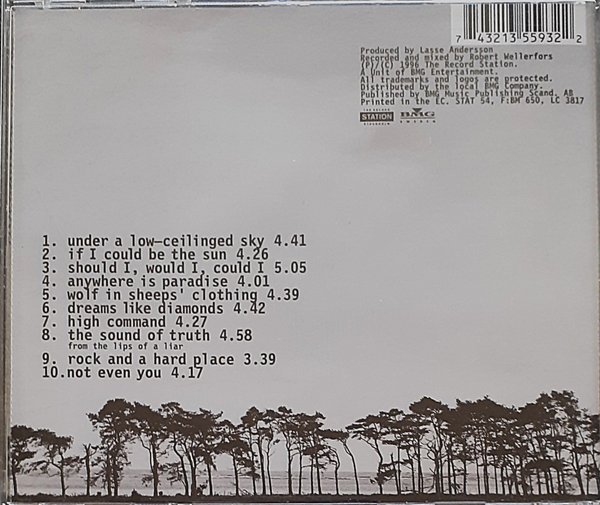 7 43213 55932 2
Produced by Lasse Andersson
Recorded and mixed by Robert Wellerfors
(P)/(C) 1996 The Record Station.
A Unit of BMG Entertainment.
All trademarks and logos are protected.
Distributed by the local BMG Company.
Published by BMG Music Publishing Scand. AB
Printed in the EC. STAT 54, F:BM 650, LC 3817
THE RECORD
STATION
STOCKHOLM
BMG
SWEDEN
1. under a low-ceilinged sky 4.41
2. if I could be the sun 4.26
3. should I, would I, could I 5.05
4. anywhere is paradise 4.01
5. wolf in sheeps' clothing 4.39
6. dreams like diamonds 4.42
7. high command 4.27
8. the sound of truth 4.58
from the lips of a liar
9. rock and a hard place 3.39
10.not even you 4.17